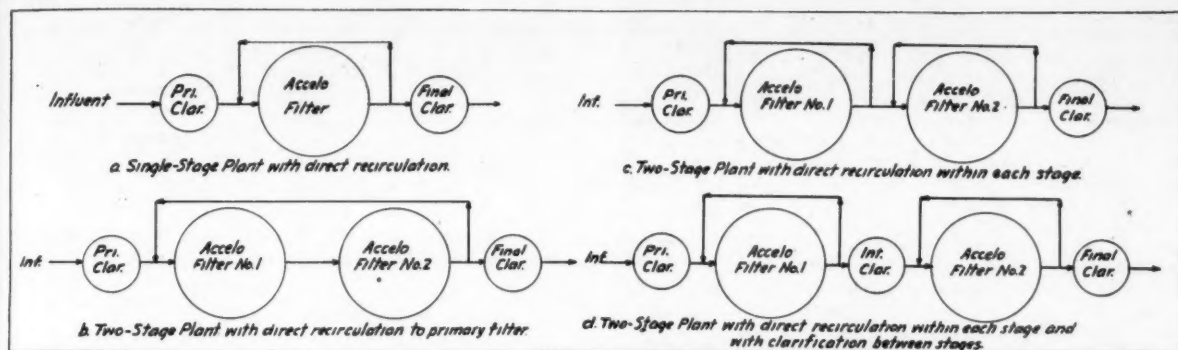 Influent
Pri.
Clar.
Accelo
Filter
Final
Clar.
a. Single-Stage Plant with direct recirculation.
Inf.
Pri.
Clar.
Accelo
Filter No.1
Accelo
Filter No.2
Final
Clar.
b. Two-Stage Plant with direct recirculation to primary filter.
Inf.
Pri.
Clar.
Accelo
Filter No.1
Accelo
Filter No.2
Final
Clar.
c. Two-Stage Plant with direct recirculation within each stage.
Inf.
Pri.
Clar.
Accelo
Filter No.1
Int.
Clar.
Accelo
Filter No.2
Final
Clar.
d. Two-Stage Plant with direct recirculation within each stage and
with clarification between stages.